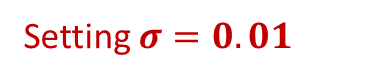 Setting σ = 0.01